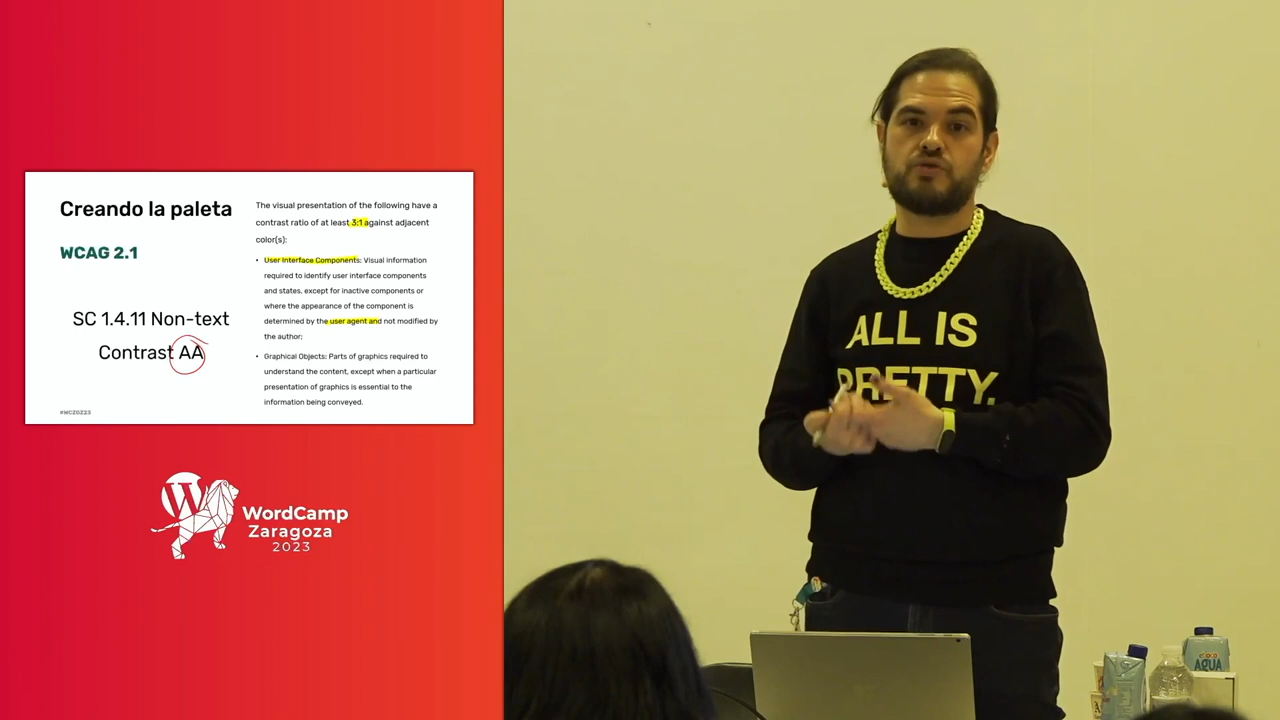 Creando la paleta
WCAG 2.1
SC 1.4.11 Non-text
Contrast AA
#WCZGZ23
The visual presentation of the following have a
contrast ratio of at least 3:1 against adjacent
color(s):
• User Interface Components: Visual information
required to identify user interface components
and states, except for inactive components or
where the appearance of the component is
determined by the user agent and not modified by
the author;
• Graphical Objects: Parts of graphics required to
understand the content, except when a particular
presentation of graphics is essential to the
information being conveyed.
WordCamp
Zaragoza
2023
ALL IS
PRETTY.
AQUA